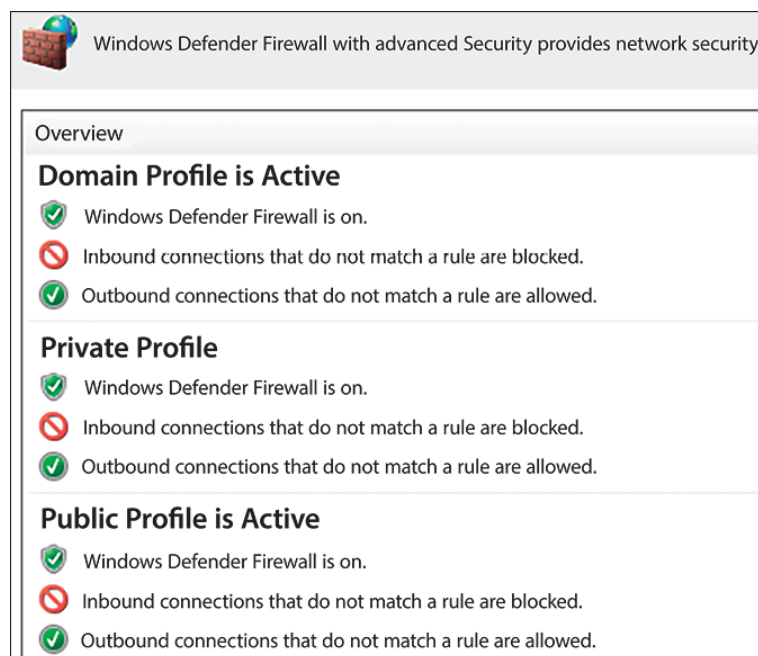 Windows Defender Firewall with advanced Security provides network security
Overview
Domain Profile is Active
Windows Defender Firewall is on.
Inbound connections that do not match a rule are blocked.
Outbound connections that do not match a rule are allowed.
Private Profile
Windows Defender Firewall is on.
Inbound connections that do not match a rule are blocked.
Outbound connections that do not match a rule are allowed.
Public Profile is Active
Windows Defender Firewall is on.
Inbound connections that do not match a rule are blocked.
Outbound connections that do not match a rule are allowed.